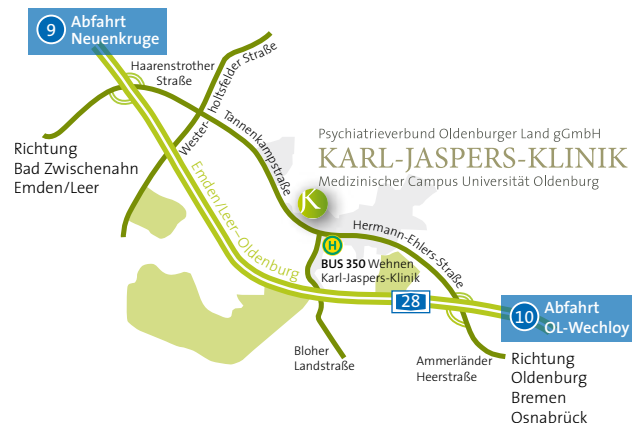 9
Abfahrt
Neuenkruge
Haarenstrother
Straße
Wester-
holtsfelder Straße
Tannenkampstraße
Richtung
Bad Zwischenahn
Emden/Leer
Psychiatrieverbund Oldenburger Land gGmbH
KARL-JASPERS-KLINIK
Medizinischer Campus Universität Oldenburg
K
Hermann-Ehlers-Straße
H
BUS 350 Wehnen
Karl-Jaspers-Klinik
Emden/Leer–Oldenburg
28
10
Abfahrt
OL-Wechloy
Bloher
Landstraße
Ammerländer
Heerstraße
Richtung
Oldenburg
Bremen
Osnabrück